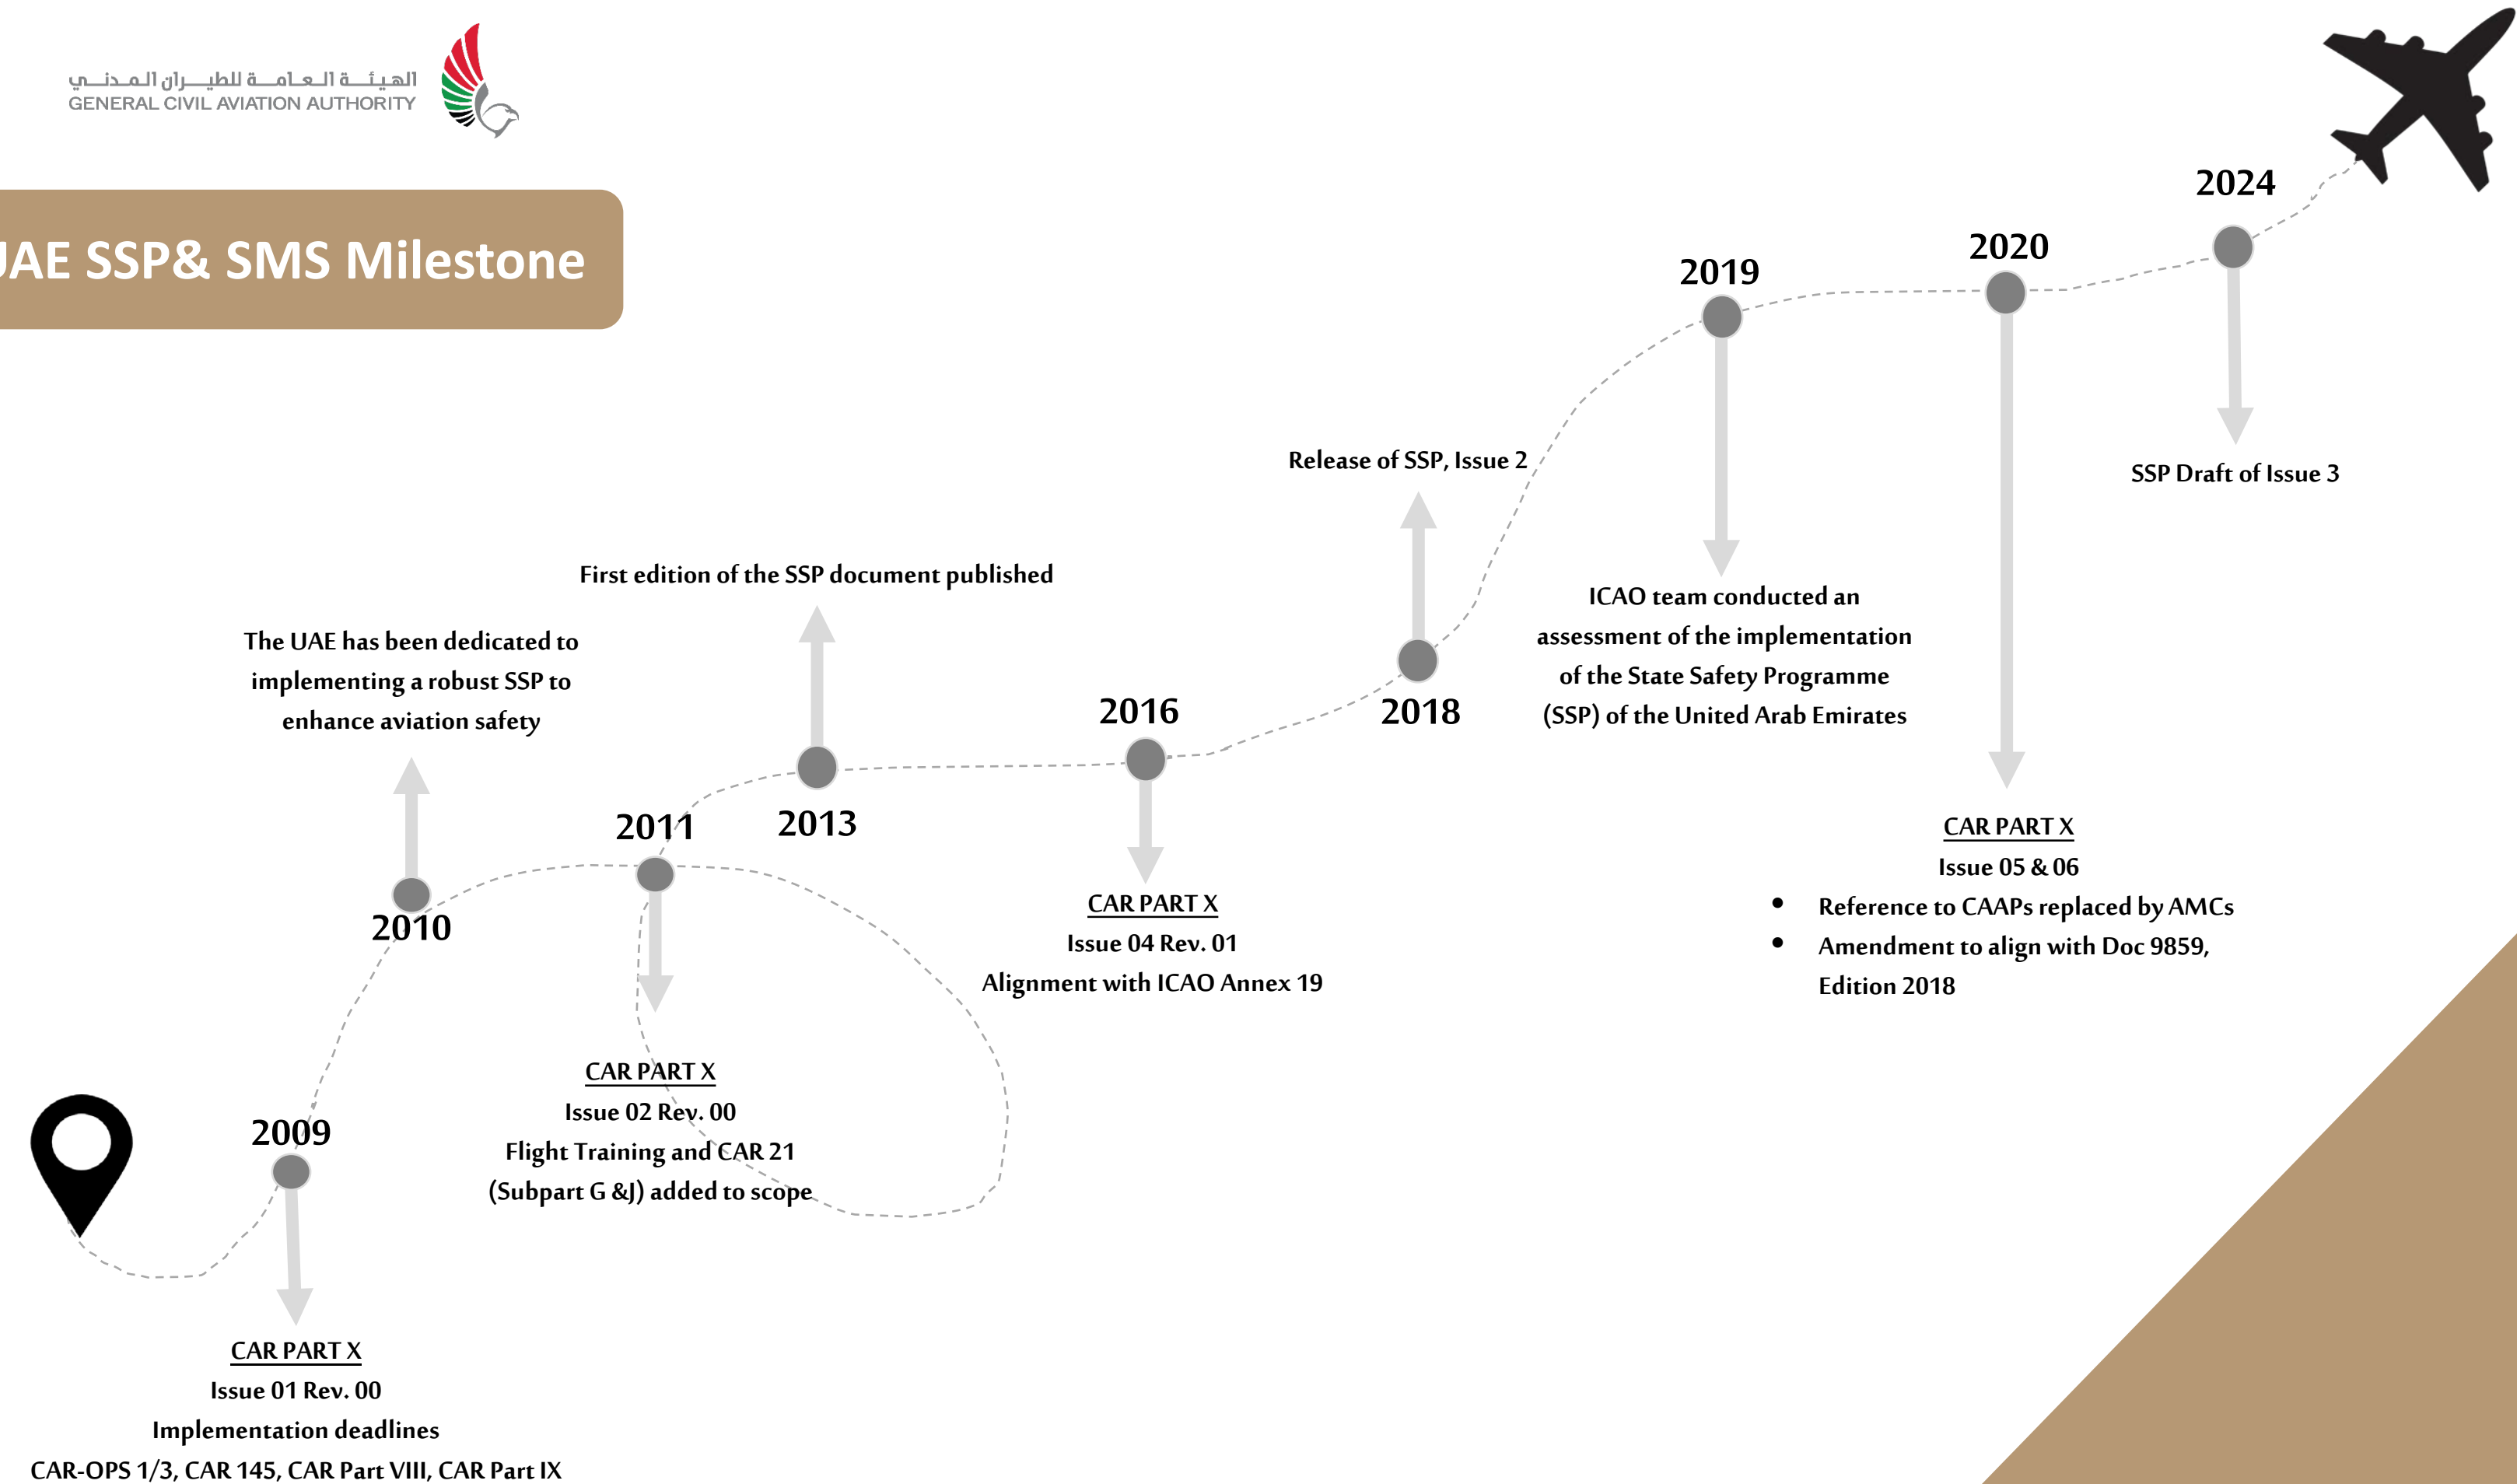 الهيئة العامة للطيران المدني
GENERAL CIVIL AVIATION AUTHORITY
UAE SSP& SMS Milestone
2009
CAR PART X
Issue 01 Rev. 00
Implementation deadlines
CAR-OPS 1/3, CAR 145, CAR Part VIII, CAR Part IX
The UAE has been dedicated to
implementing a robust SSP to
enhance aviation safety
2010
2011
CAR PART X
Issue 02 Rev. 00
Flight Training and CAR 21
(Subpart G &J) added to scope
First edition of the SSP document published
2013
2016
CAR PART X
Issue 04 Rev. 01
Alignment with ICAO Annex 19
Release of SSP, Issue 2
2018
2019
ICAO team conducted an
assessment of the implementation
of the State Safety Programme
(SSP) of the United Arab Emirates
2020
CAR PART X
Issue 05 & 06
• Reference to CAAPs replaced by AMCs
• Amendment to align with Doc 9859,
Edition 2018
2024
SSP Draft of Issue 3